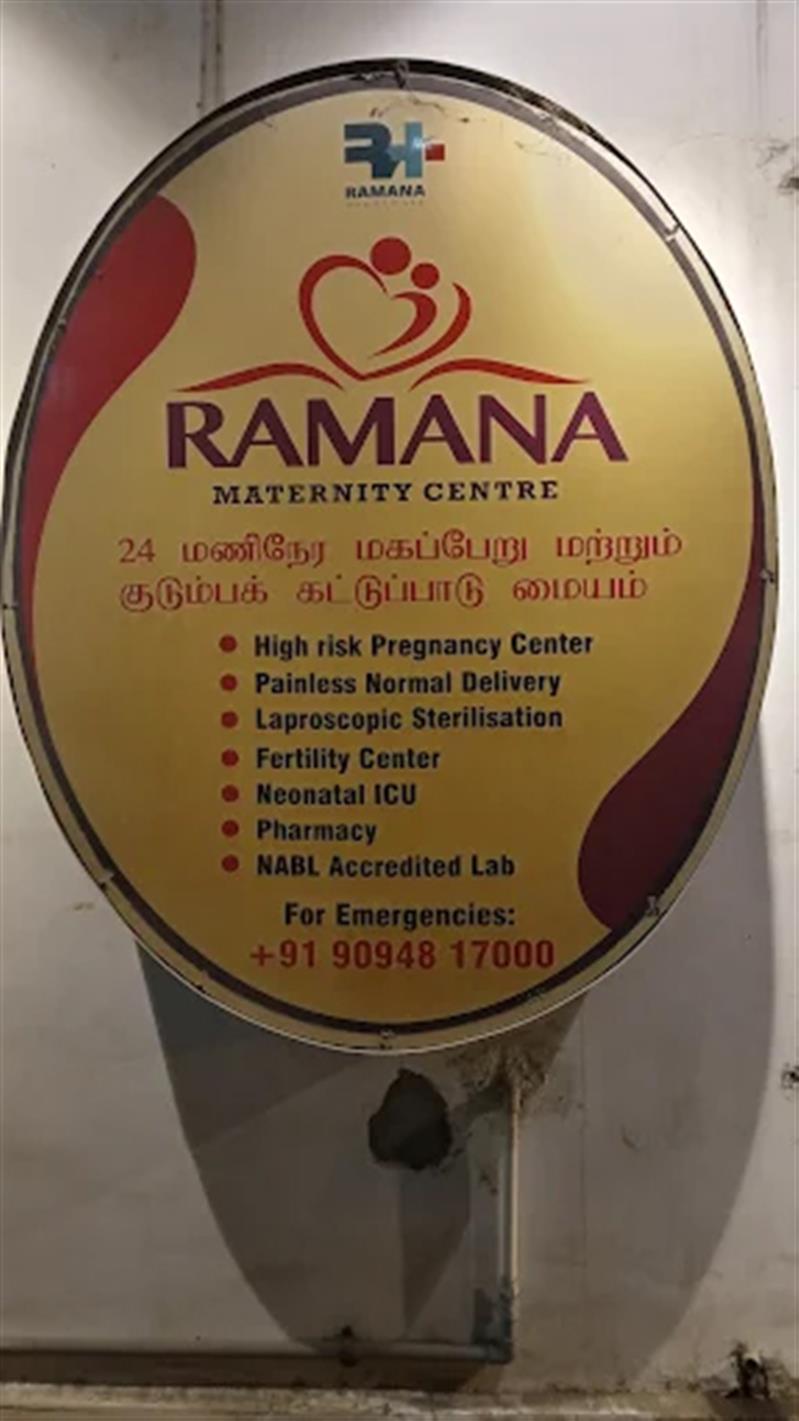 RAMANA
RAMANA
MATERNITY CENTRE
24 மணிநேர மகப்பேறு மற்றும்
குடும்பக் கட்டுப்பாடு மையம்
High risk Pregnancy Center
Painless Normal Delivery
Laproscopic Sterilisation
Fertility Center
Neonatal ICU
Pharmacy
NABL Accredited Lab
For Emergencies:
+91 90948 17000